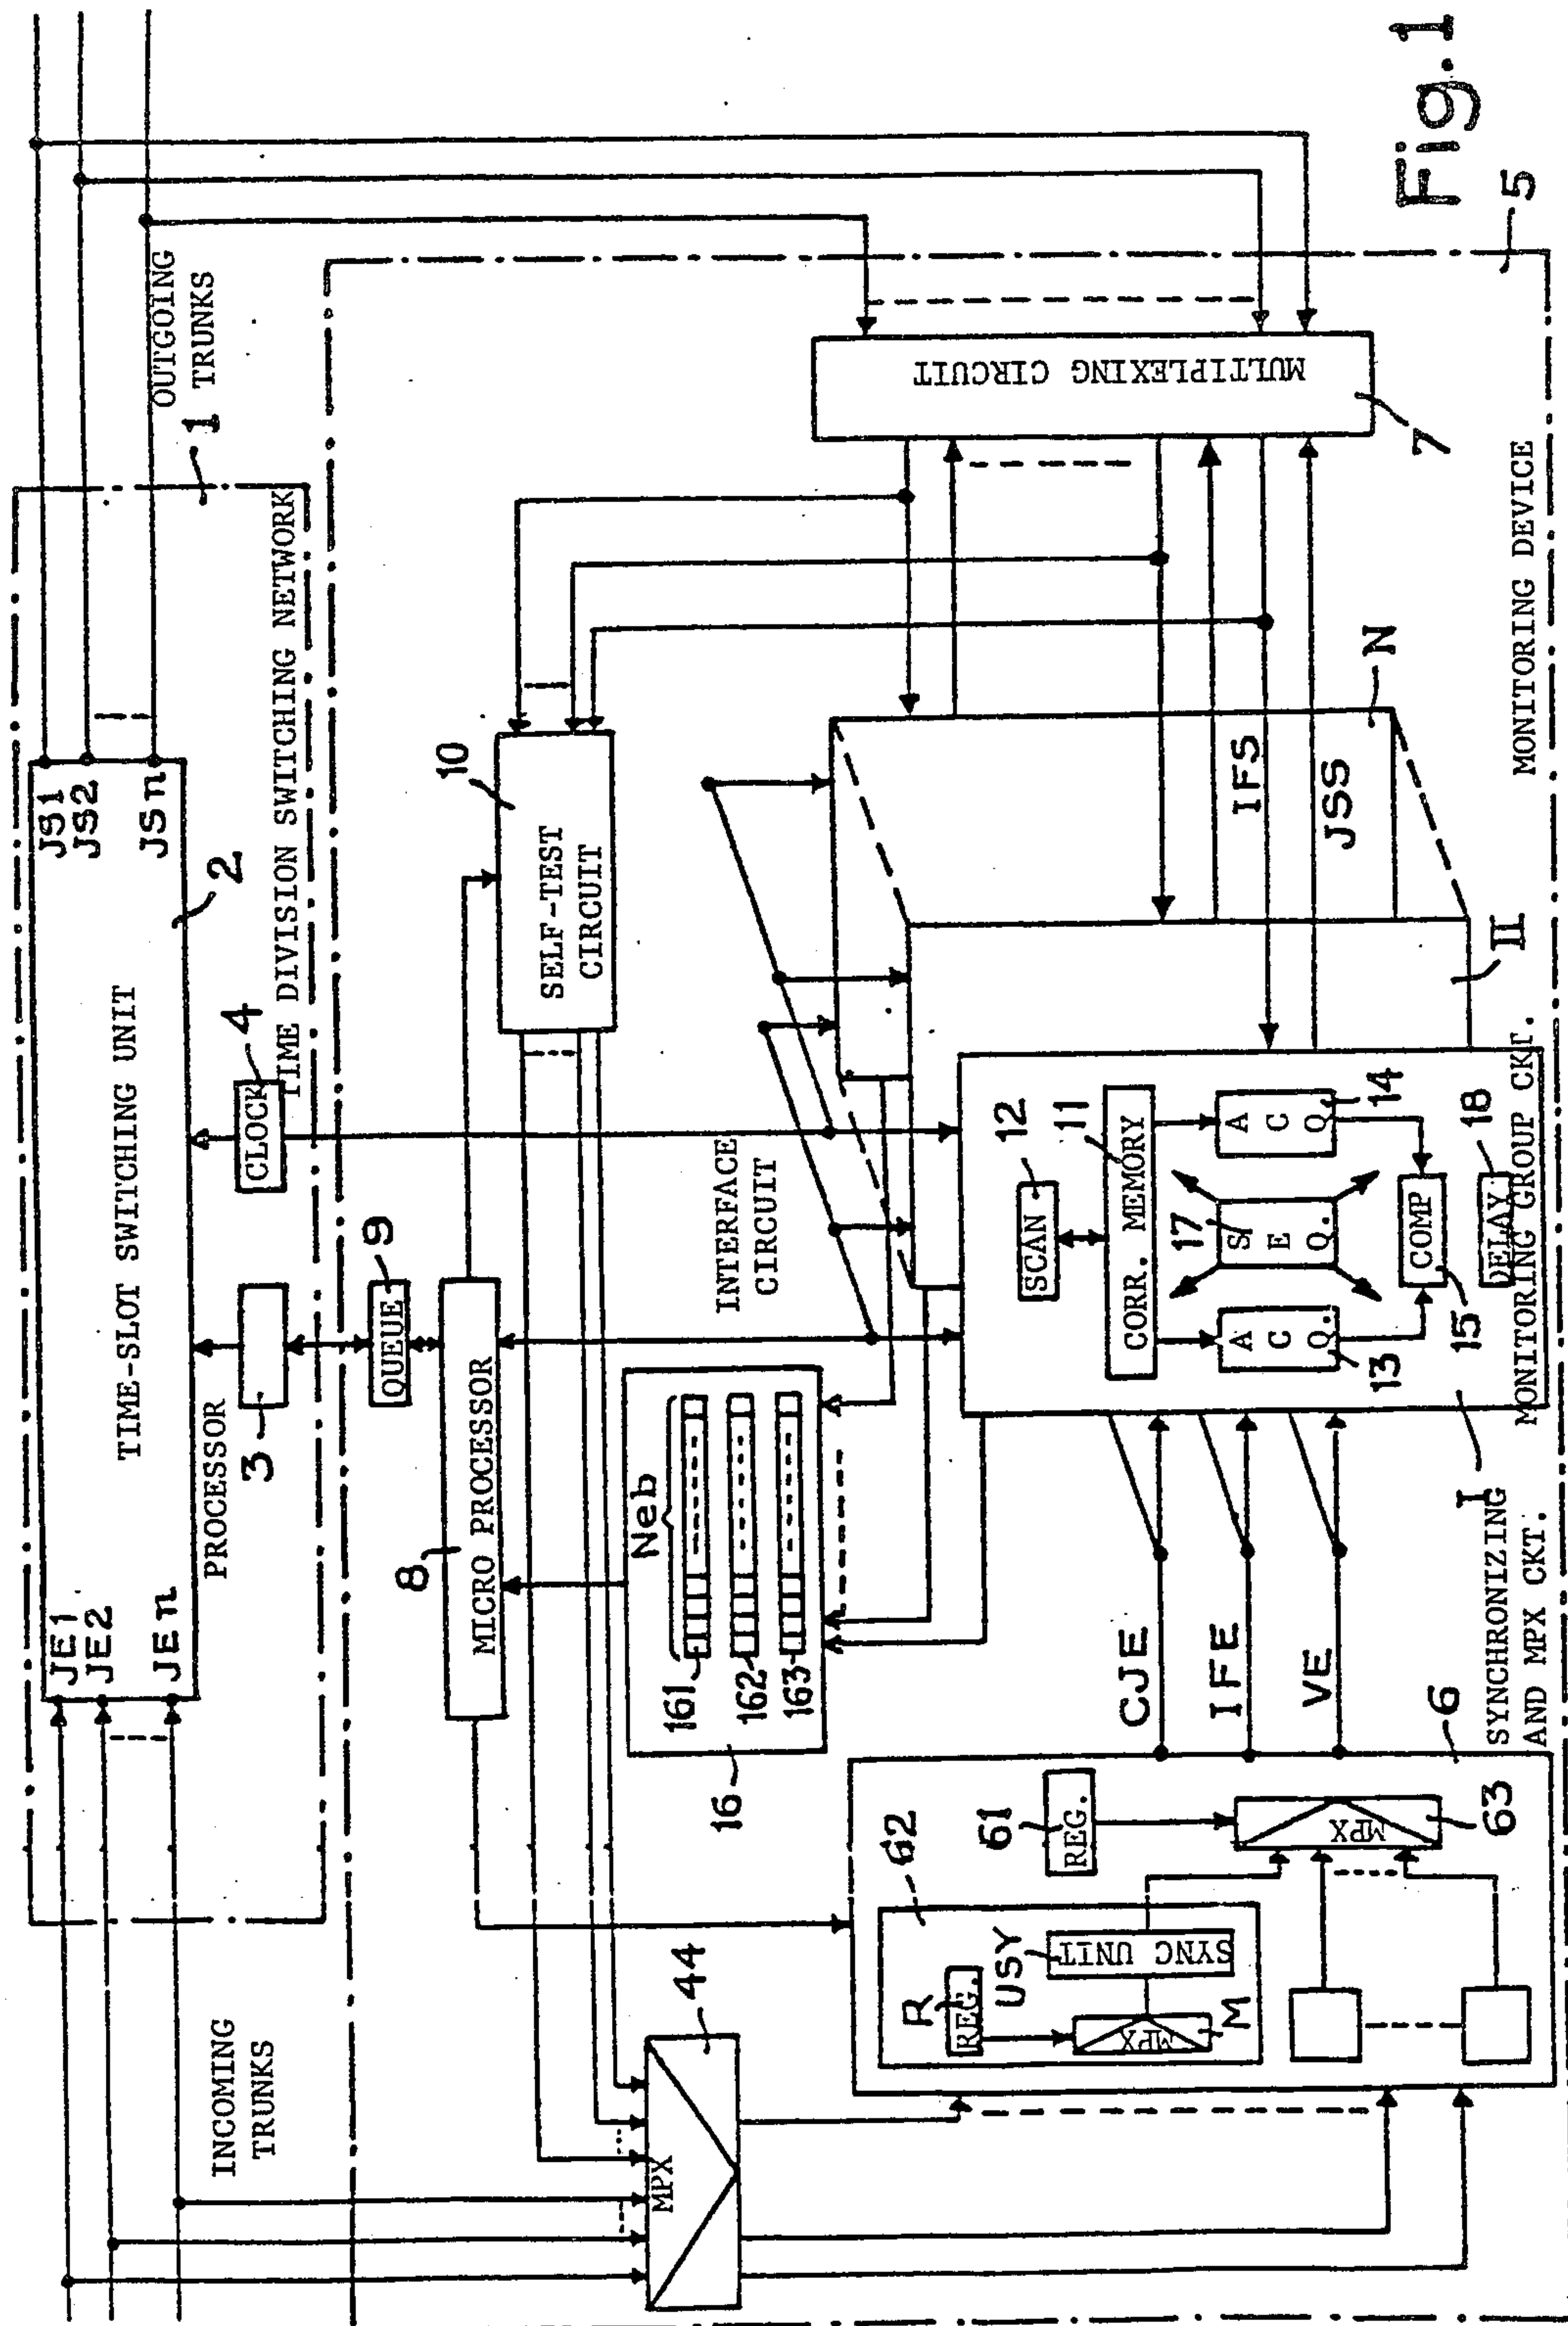 INCOMING
TRUNKS
JE1
JE2
JEn
TIME-SLOT SWITCHING UNIT
JS1
JS2
JSn
2
OUTGOING
TRUNKS
1
PROCESSOR
3
CLOCK
4
TIME DIVISION SWITCHING NETWORK
QUEUE
9
8
MICRO PROCESSOR
10
SELF-TEST
CIRCUIT
44
MPX
16
Neb
161
162
163
INTERFACE
CIRCUIT
MULTIPLEXING CIRCUIT
7
62
R
REG.
USY
SYNC UNIT
MPX
M
61
REG.
MPX
63
6
CJE
IFE
VE
SCAN
12
11
CORR. MEMORY
A
C
Q.
13
17
S
E
Q.
A
C
Q
14
15
COMP
DELAY
18
IFS
JSS
N
II
I
SYNCHRONIZING
AND MPX CKT.
MONITORING GROUP CKT.
MONITORING DEVICE
5
Fig.1